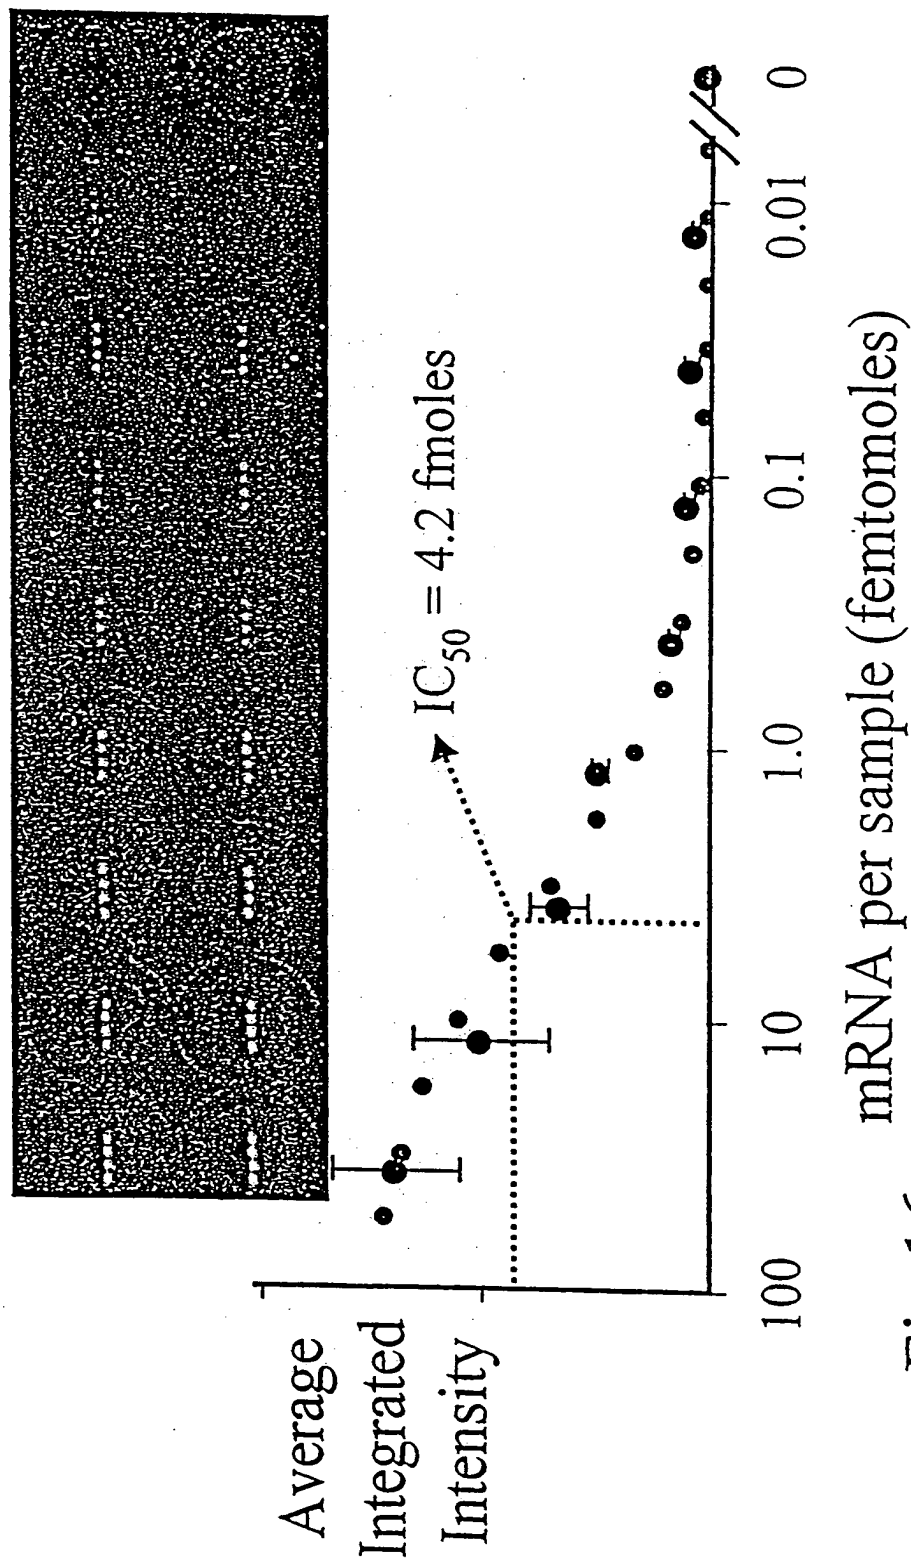 Average
Integrated
Intensity
IC50 = 4.2 fmoles
100 10 1.0 0.1 0.01 0
mRNA per sample (femtomoles)